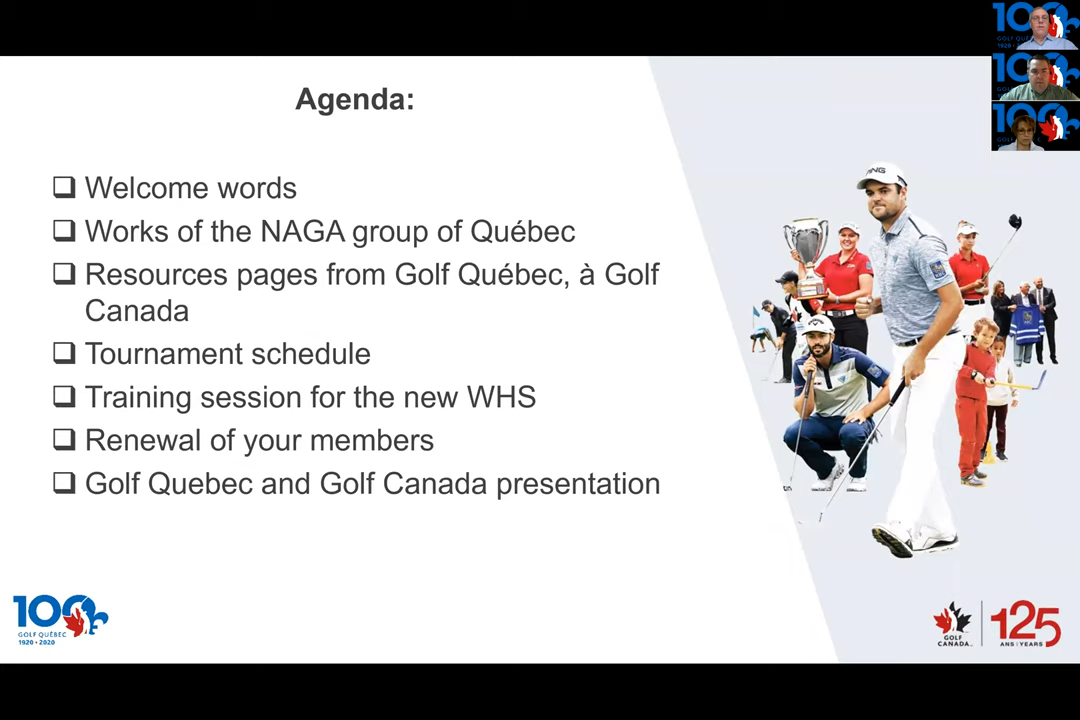 Agenda:
❑ Welcome words
❑ Works of the NAGA group of Québec
❑ Resources pages from Golf Québec, à Golf
Canada
❑ Tournament schedule
❑ Training session for the new WHS
❑ Renewal of your members
❑ Golf Quebec and Golf Canada presentation
PING
100
GOLF QUÉBEC
1920 • 2020
GOLF
CANADA
125
ANS | YEARS